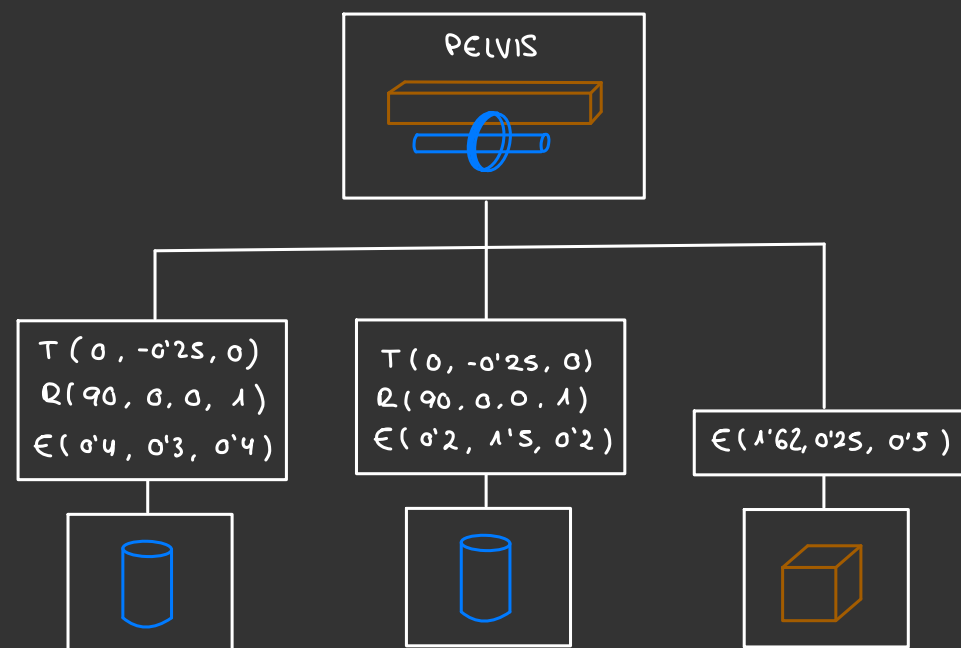 PELVIS
T(0, -0'25, 0)
R(90, 0, 0, 1)
E(0'4, 0'3, 0'4)
T(0, -0'25, 0)
R(90, 0, 0, 1)
E(0'2, 1'5, 0'2)
E(1'62, 0'25, 0'5)